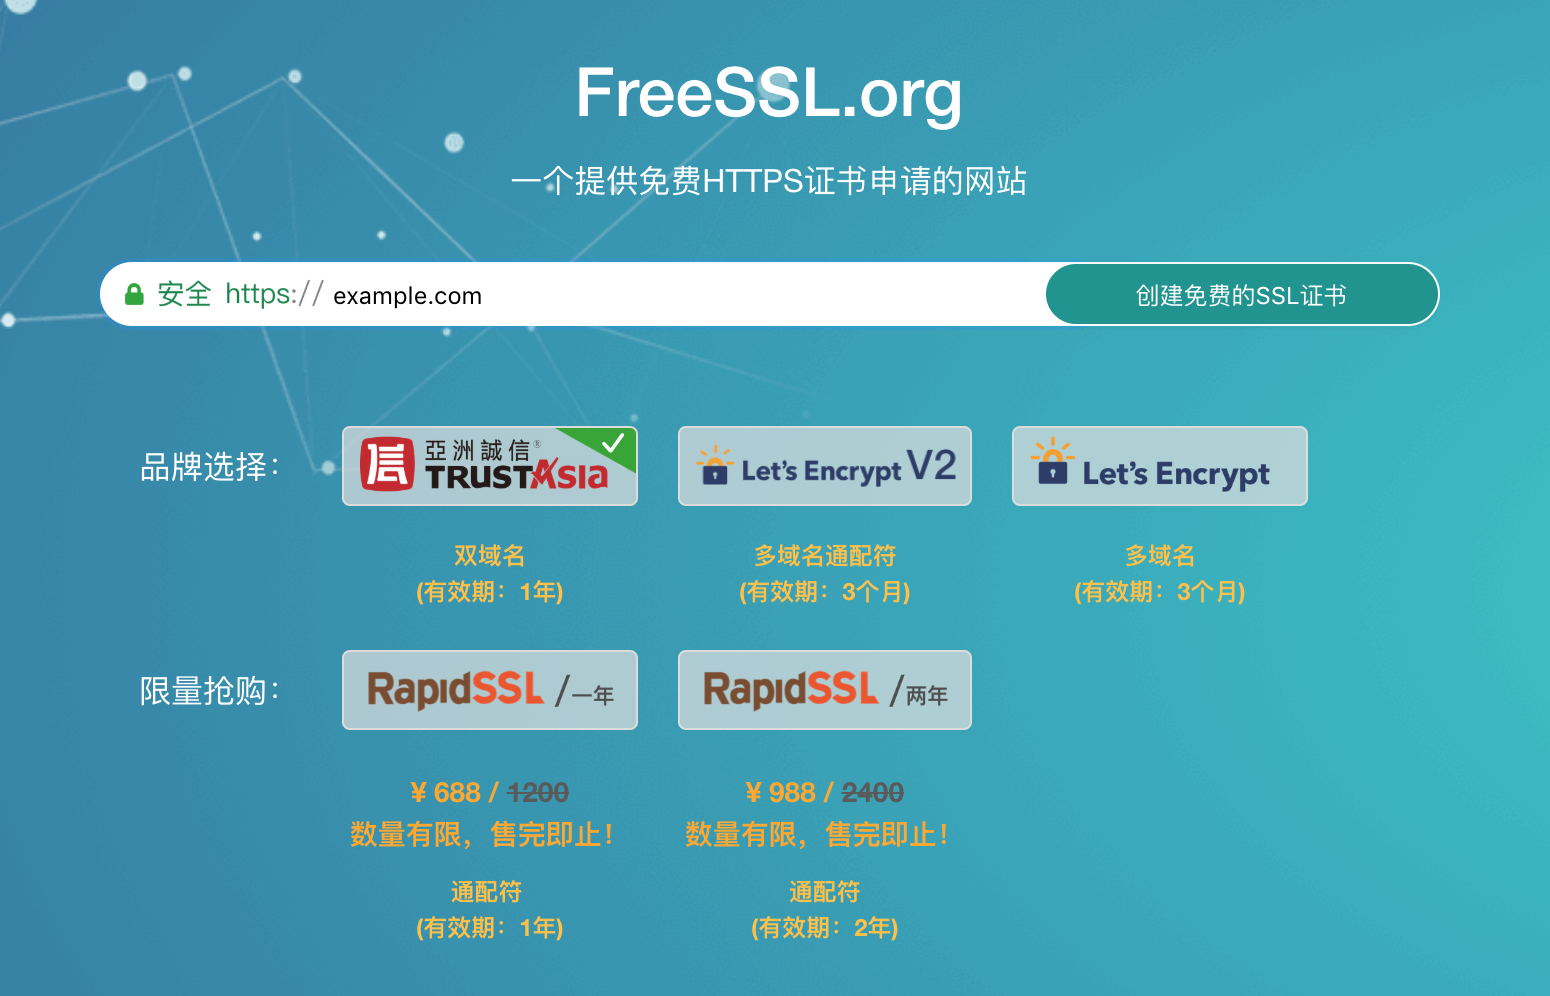 FreeSSL.org
一个提供免费HTTPS证书申请的网站
安全 https:// example.com
创建免费的SSL证书
品牌选择：
亞洲誠信®
TRUSTAsia
Let's Encrypt V2
Let's Encrypt
双域名
(有效期：1年)
多域名通配符
(有效期：3个月)
多域名
(有效期：3个月)
限量抢购：
RapidSSL /一年
RapidSSL /两年
¥ 688 / 1200
数量有限，售完即止！
通配符
(有效期：1年)
¥ 988 / 2400
数量有限，售完即止！
通配符
(有效期：2年)